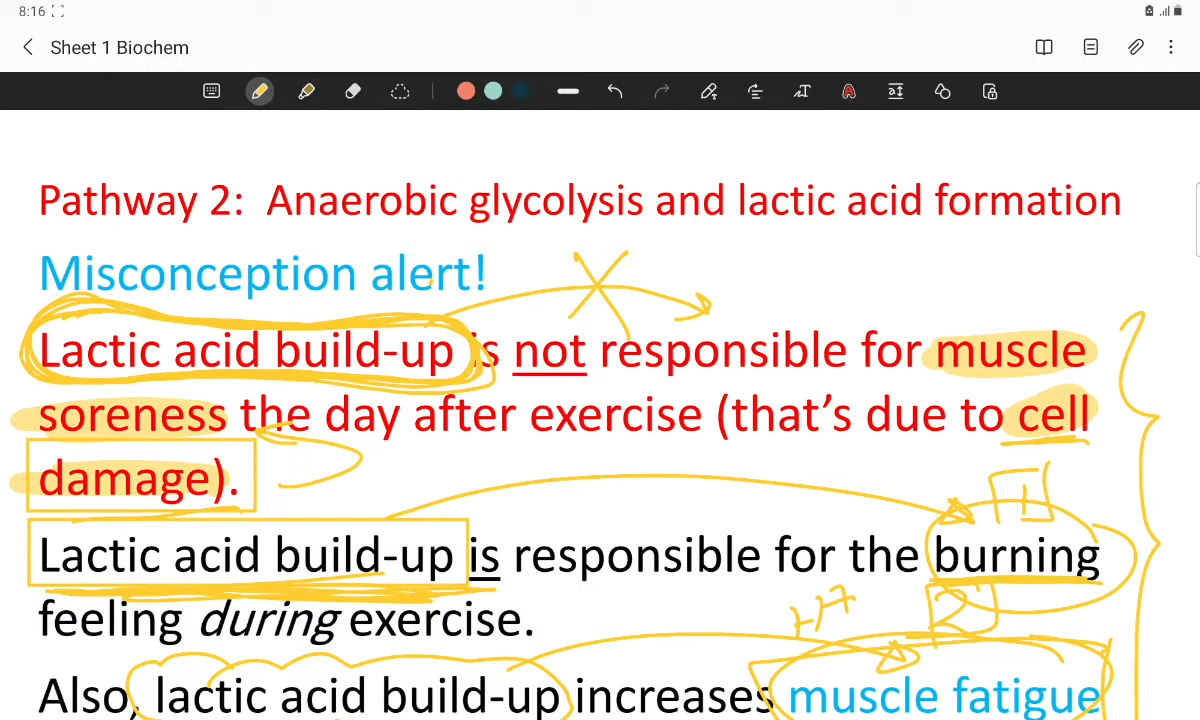 8:16
Sheet 1 Biochem
Pathway 2: Anaerobic glycolysis and lactic acid formation
Misconception alert!
Lactic acid build-up is not responsible for muscle
soreness the day after exercise (that's due to cell
damage).
1
Lactic acid build-up is responsible for the burning
2
feeling during exercise.
Also, lactic acid build-up increases muscle fatigue